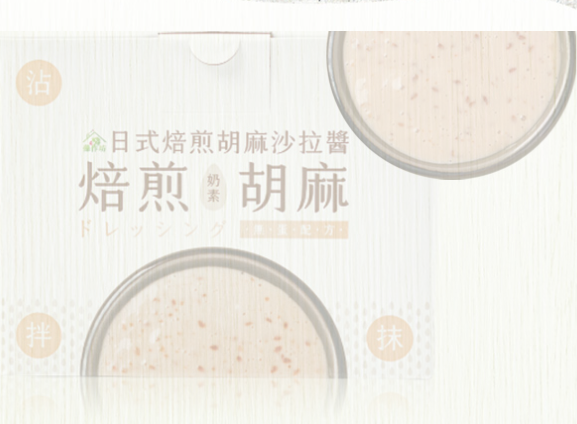 沾
日式焙煎胡麻沙拉醬
焙煎 奶素 胡麻
ドレッシング
拌
抹